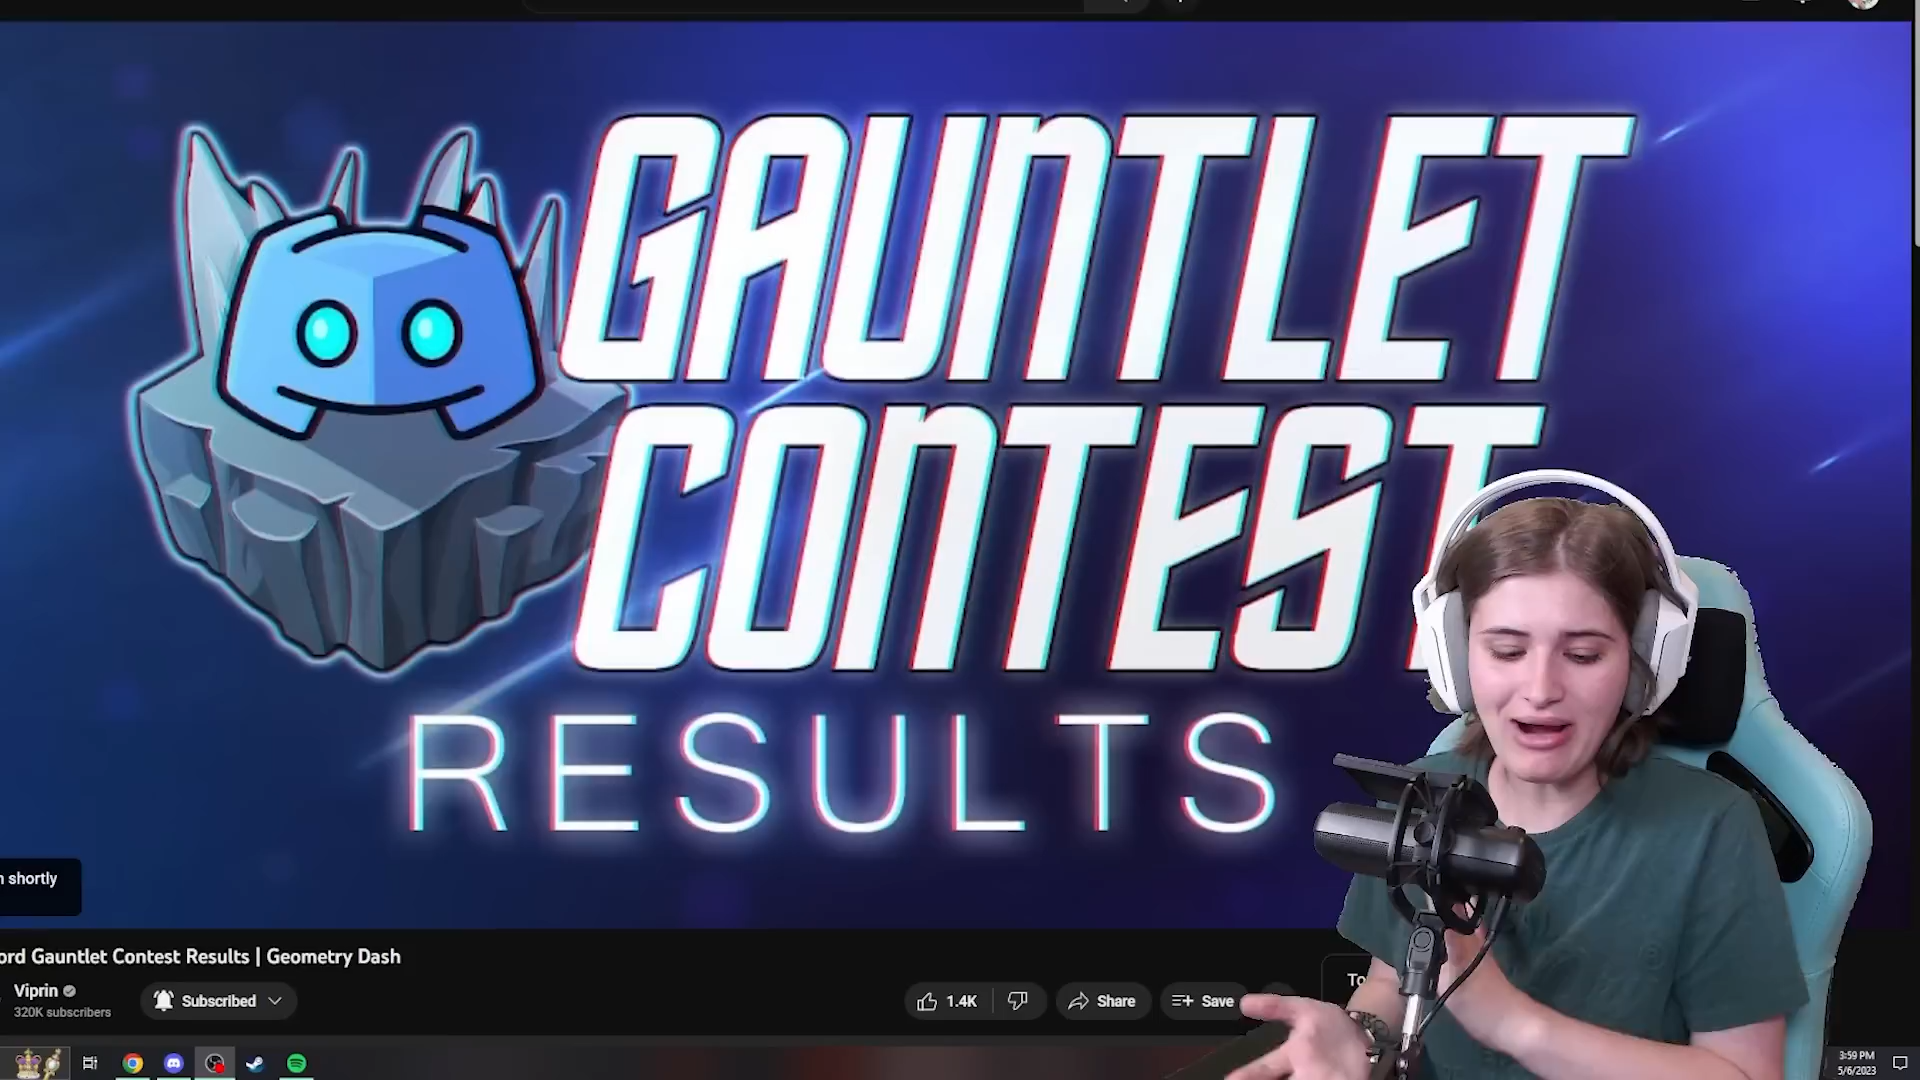 GAUNTLET
CONTEST
RESULTS
n shortly
ord Gauntlet Contest Results | Geometry Dash
Viprin
320K subscribers
Subscribed
1.4K
Share
Save
To
3:59 PM
5/6/2023